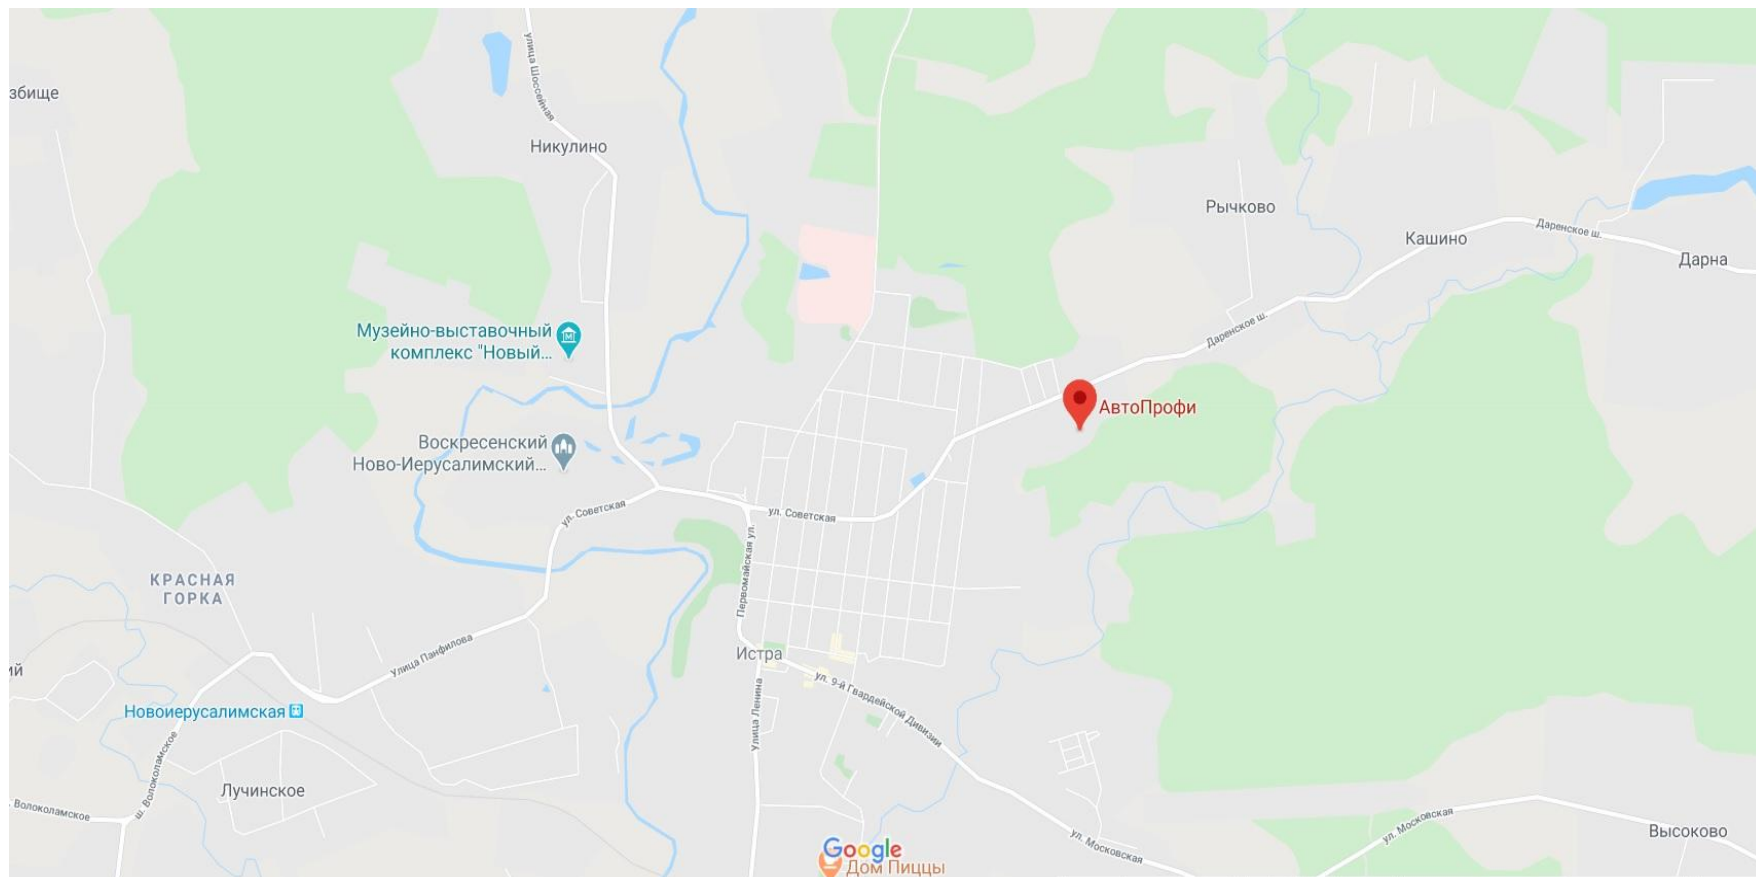 улица Шоссейная
збище
Никулино
Рычково
Кашино
Даренское ш.
Дарна
Музейно-выставочный
комплекс "Новый...
Даренское ш.
АвтоПрофи
Воскресенский
Ново-Иерусалимский...
ул. Советская
ул. Советская
Первомайская ул.
КРАСНАЯ
ГОРКА
Улица Панфилова
Истра
ий
ул. 9-й Гвардейской Дивизии
Улица Ленина
Новоиерусалимская
ш. Волоколамское
Лучинское
. Волоколамское
ул. Московская
ул. Московская
Высоково
Google
Дом Пиццы